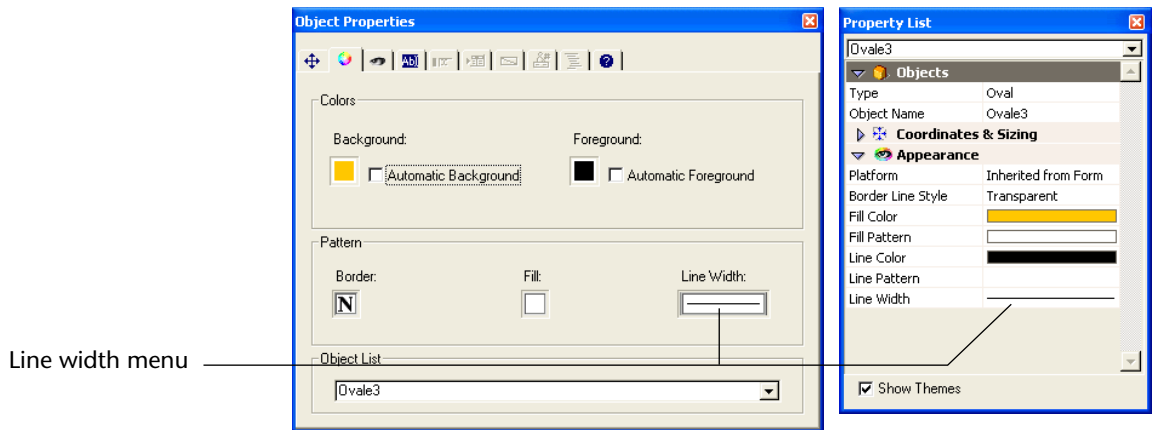 Object Properties
Ab|
Colors
Background:
Foreground:
Automatic Background
Automatic Foreground
Pattern
Border:
Fill:
Line Width:
N
Object List
Ovale3
Line width menu
Property List
Ovale3
Objects
Type Oval
Object Name Ovale3
Coordinates & Sizing
Appearance
Platform Inherited from Form
Border Line Style Transparent
Fill Color
Fill Pattern
Line Color
Line Pattern
Line Width
Show Themes